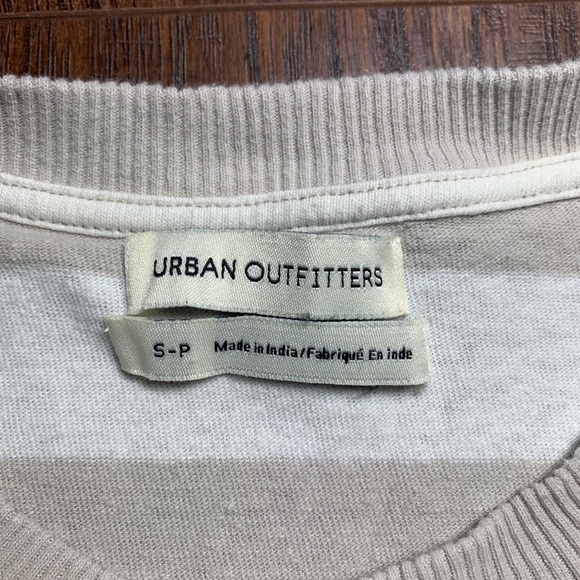 URBAN OUTFITTERS
S-P Made in India/Fabriqué En inde